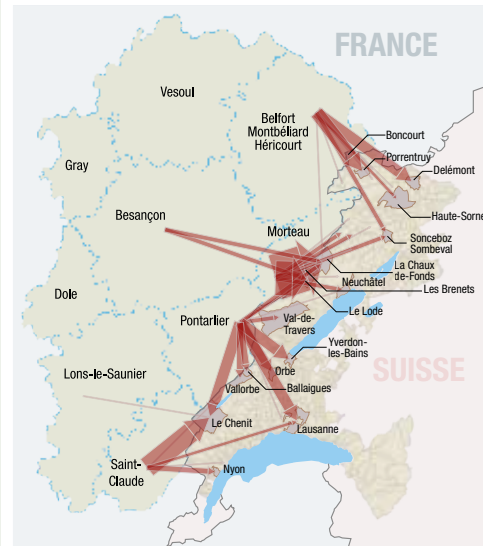 FRANCE
Vesoul
Belfort
Montbéliard
Héricourt
Boncourt
Porrentruy
Gray
Delémont
Besançon
Haute-Sorne
Morteau
Sonceboz
Sombeval
La Chaux
de-Fonds
Neuchâtel
Les Brenets
Dole
Le Lode
Pontarlier
Val-de-
Travers
Yverdon-
les-Bains
Lons-le-Saunier
Orbe
SUISSE
Vallorbe
Ballaigues
Le Chenit
Lausanne
Saint-
Claude
Nyon